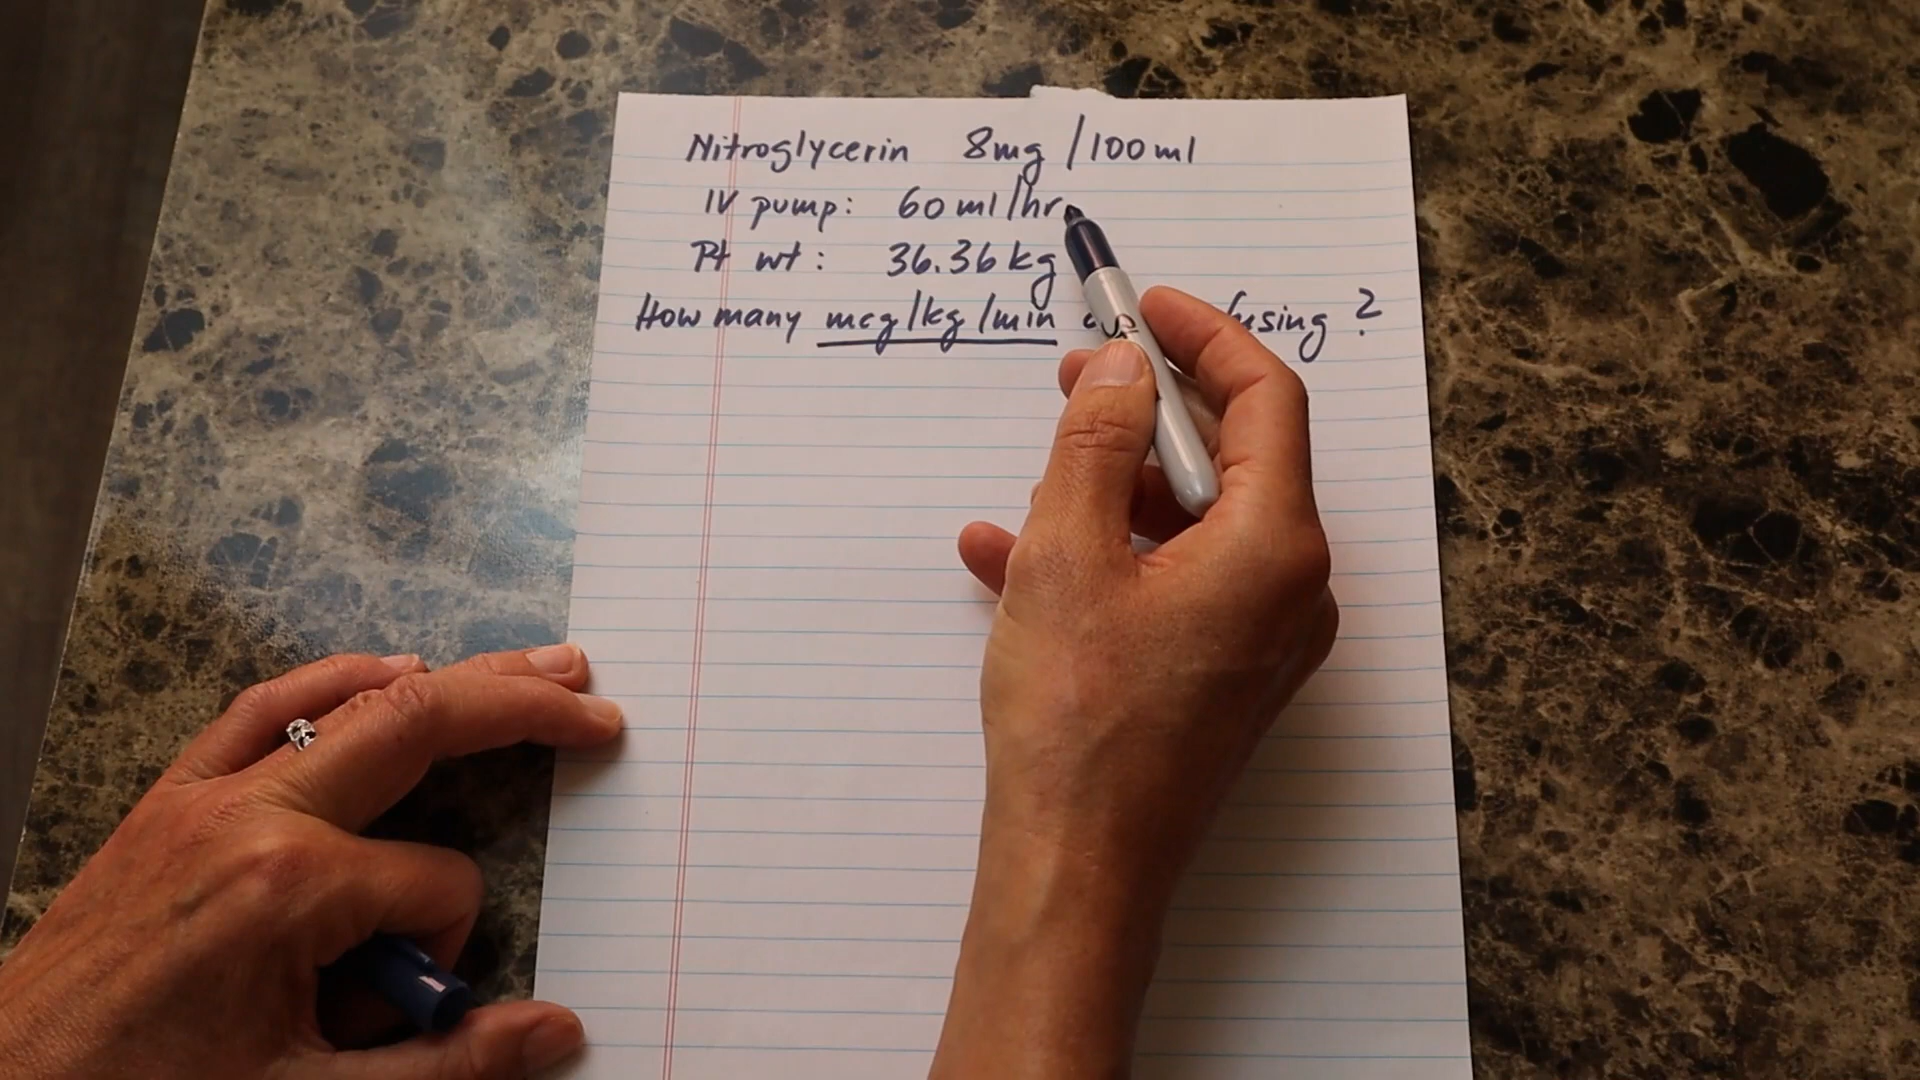 Nitroglycerin 8mg /100ml
IV pump: 60ml/hr
Pt wt: 36.36kg
How many mcg/kg/min ?